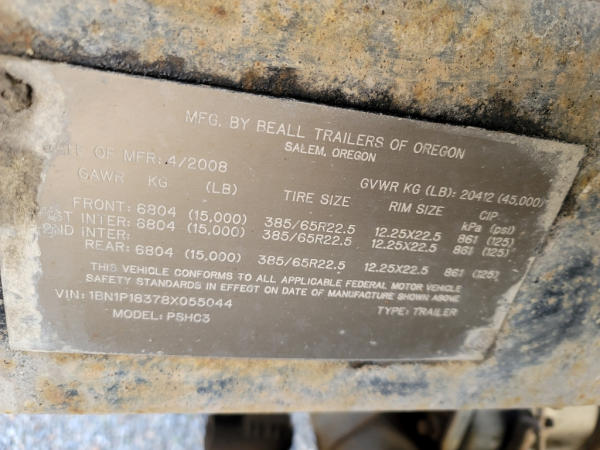 MFG. BY BEALL TRAILERS OF OREGON
SALEM, OREGON
OF MFR: 4/2008 GVWR KG (LB): 20412 (45,000)
GAWR KG (LB) TIRE SIZE RIM SIZE CIP kPa (psi)
FRONT: 6804 (15,000) 385/65R22.5 12.25X22.5 861 (125)
1ST INTER: 6804 (15,000) 385/65R22.5 12.25X22.5 861 (125)
2ND INTER:
REAR: 6804 (15,000) 385/65R22.5 12.25X22.5 861 (125)
THIS VEHICLE CONFORMS TO ALL APPLICABLE FEDERAL MOTOR VEHICLE
SAFETY STANDARDS IN EFFECT ON DATE OF MANUFACTURE SHOWN ABOVE
VIN: 1BN1P18378X055044 TYPE: TRAILER
MODEL: PSHC3